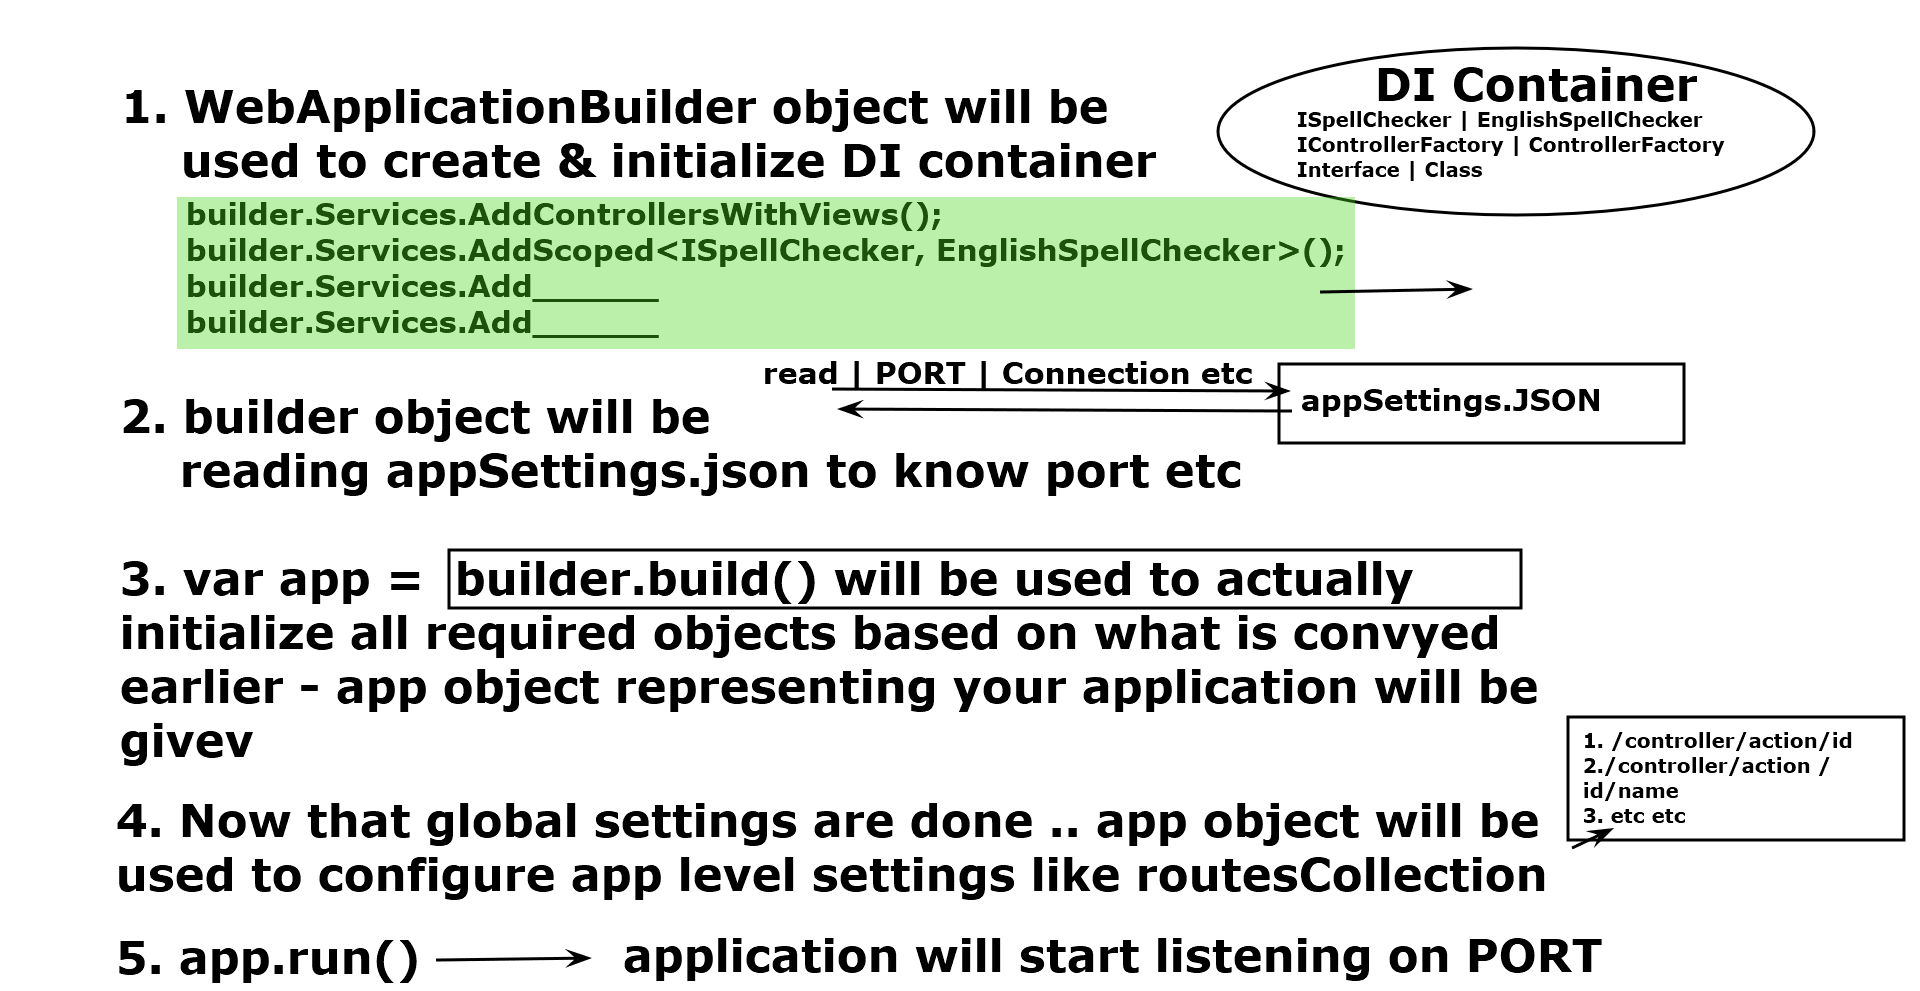 DI Container
ISpellChecker | EnglishSpellChecker
IControllerFactory | ControllerFactory
Interface | Class
1. WebApplicationBuilder object will be
used to create & initialize DI container
builder.Services.AddControllersWithViews();
builder.Services.AddScoped<ISpellChecker, EnglishSpellChecker>();
builder.Services.Add_______
builder.Services.Add_______
read | PORT | Connection etc
appSettings.JSON
2. builder object will be
reading appSettings.json to know port etc
3. var app = builder.build() will be used to actually
initialize all required objects based on what is convyed
earlier – app object representing your application will be
givev
1. /controller/action/id
2./controller/action /
id/name
3. etc etc
4. Now that global settings are done .. app object will be
used to configure app level settings like routesCollection
5. app.run() application will start listening on PORT